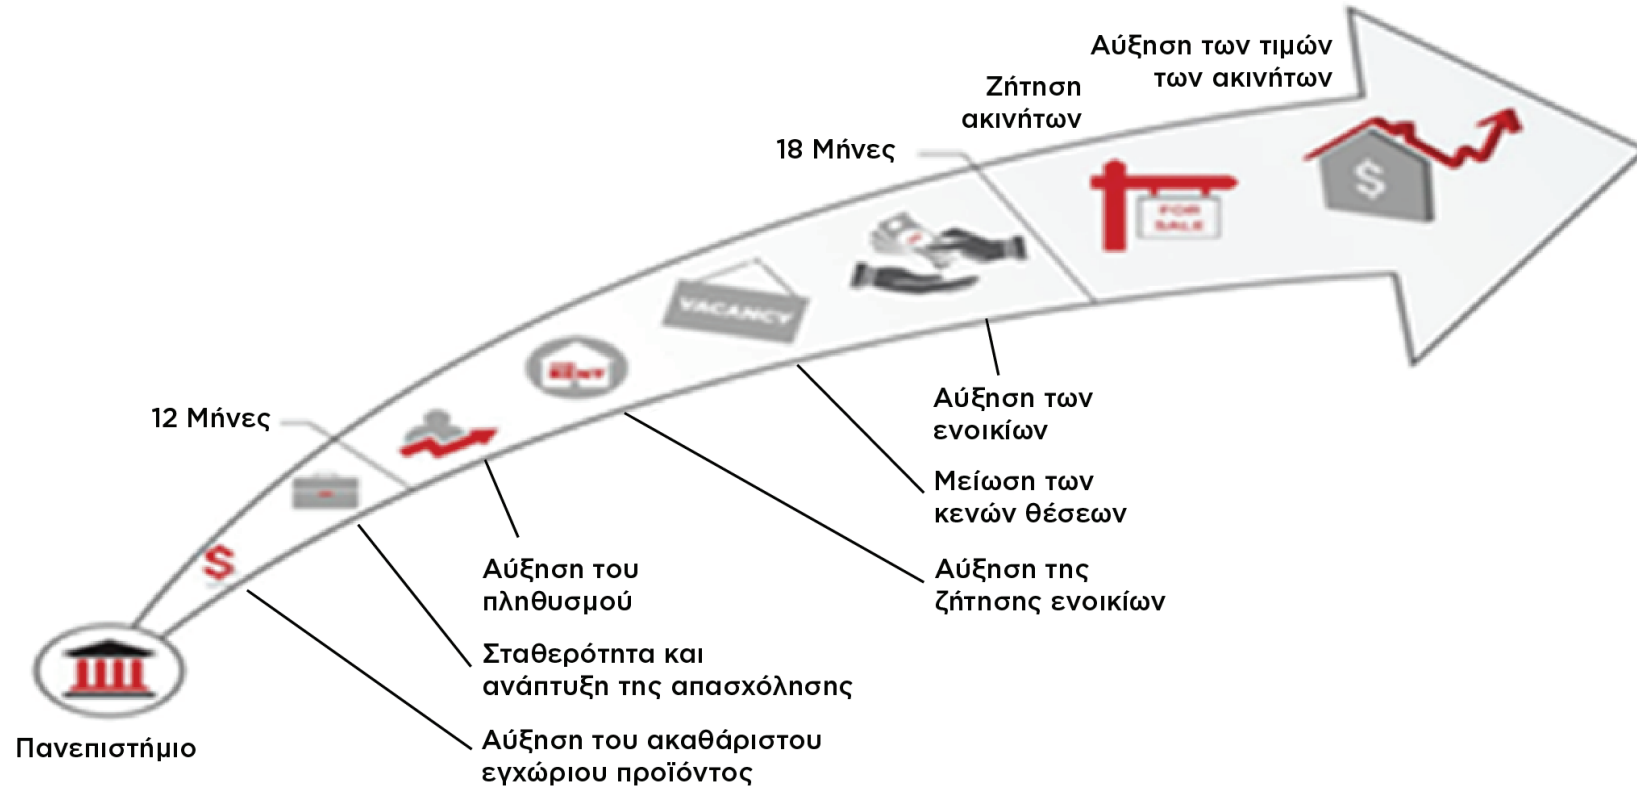 Αύξηση των τιμών
των ακινήτων
Ζήτηση
ακινήτων
18 Μήνες
FOR
SALE
$
VACANCY
RENT
12 Μήνες
$
Αύξηση των
ενοικίων
Μείωση των
κενών θέσεων
Αύξηση της
ζήτησης ενοικίων
Αύξηση του
πληθυσμού
Σταθερότητα και
ανάπτυξη της απασχόλησης
Αύξηση του ακαθάριστου
εγχώριου προϊόντος
Πανεπιστήμιο